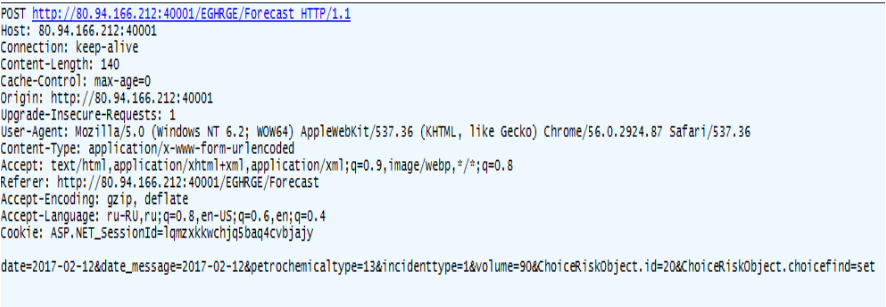 POST http://80.94.166.212:40001/EGHRGE/Forecast HTTP/1.1
Host: 80.94.166.212:40001
Connection: keep-alive
Content-Length: 140
Cache-Control: max-age=0
Origin: http://80.94.166.212:40001
Upgrade-Insecure-Requests: 1
User-Agent: Mozilla/5.0 (Windows NT 6.2; WOW64) AppleWebKit/537.36 (KHTML, like Gecko) Chrome/56.0.2924.87 Safari/537.36
Content-Type: application/x-www-form-urlencoded
Accept: text/html,application/xhtml+xml,application/xml;q=0.9,image/webp,*/*;q=0.8
Referer: http://80.94.166.212:40001/EGHRGE/Forecast
Accept-Encoding: gzip, deflate
Accept-Language: ru-RU,ru;q=0.8,en-US;q=0.6,en;q=0.4
Cookie: ASP.NET_SessionId=lqmzxkkwchjq5baq4cvbjajy
date=2017-02-12&date_message=2017-02-12&petrochemicaltype=13&incidenttype=1&volume=90&ChoiceRiskObject.id=20&ChoiceRiskObject.choicefind=set